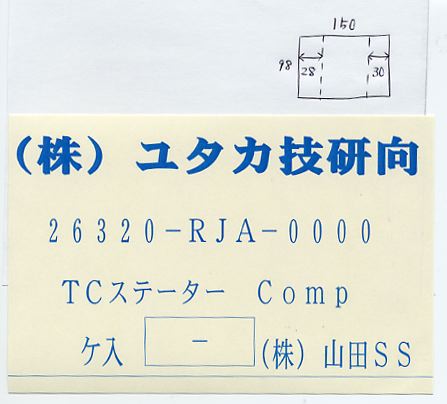 150
98 28 30
(株) ユタカ技研向
26320-RJA-0000
TCステーター Comp
ケ入 - (株) 山田SS